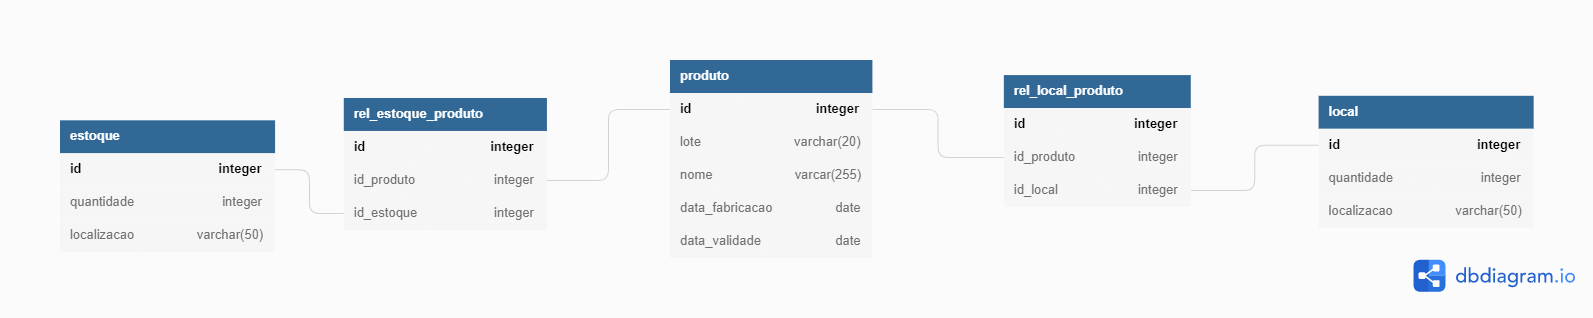 estoque
id integer
quantidade integer
localizacao varchar(50)
rel_estoque_produto
id integer
id_produto integer
id_estoque integer
produto
id integer
lote varchar(20)
nome varcar(255)
data_fabricacao date
data_validade date
rel_local_produto
id integer
id_produto integer
id_local integer
local
id integer
quantidade integer
localizacao varchar(50)
dbdiagram.io